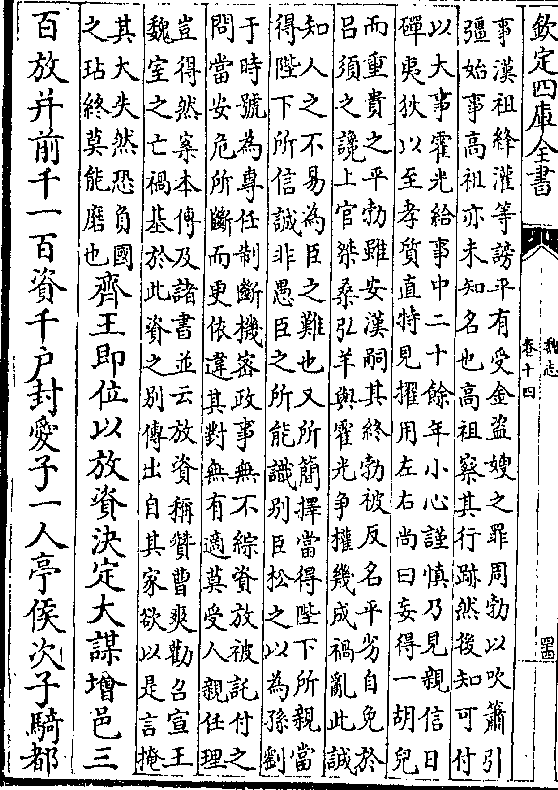 欽定四庫全書
魏志
卷十四
事漢祖絳灌等謗平有受金盜嫂之罪周勃以吹簫引
彊始事高祖亦未知名也高祖察其行跡然後知可付
以大事霍光給事中二十餘年小心謹慎乃見親信日
磾夷狄以至孝質直特見擢用左右尚曰妄得一胡兒
而重貴之平勃雖安漢嗣其終勃被反名平劣自免於
呂須之讒上官桀桑弘羊與霍光爭權幾成禍亂此誠
知人之不易為臣之難也又所簡擇當得陛下所親當
得陛下所信誠非愚臣之所能識別臣松之以為孫劉
于時號為專任制斷機密政事無不綜資放被託付之
問當安危所斷而更依違其對無有適莫受人親任理
豈得然案本傳及諸書並云放資稱贊曹爽勸召宣王
魏室之亡禍基於此資之別傳出自其家欲以是言掩
其大失然恐負國
之玷終莫能磨也
齊王即位以放資決定大謀增邑三
百放并前千一百資千戶封愛子一人亭侯次子騎都